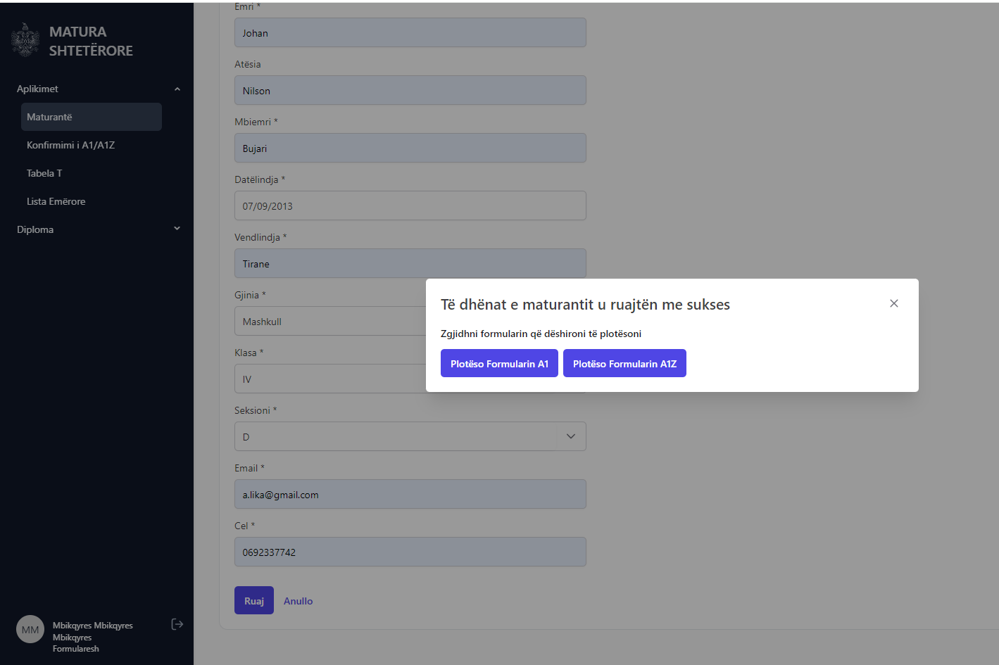 MATURA
SHTETËRORE
Aplikimet
Maturantë
Konfirmimi i A1/A1Z
Tabela T
Lista Emërore
Diploma
MM
Mbikqyres Mbikqyres
Mbikqyres
Formularesh
Emri *
Johan
Atësia
Nilson
Mbiemri *
Bujari
Datëlindja *
07/09/2013
Vendlindja *
Tirane
Gjinia *
Mashkull
Klasa *
IV
Seksioni *
D
Email *
a.lika@gmail.com
Cel *
0692337742
Ruaj Anullo
Të dhënat e maturantit u ruajtën me sukses
Zgjidhni formularin që dëshironi të plotësoni
Plotëso Formularin A1 Plotëso Formularin A1Z